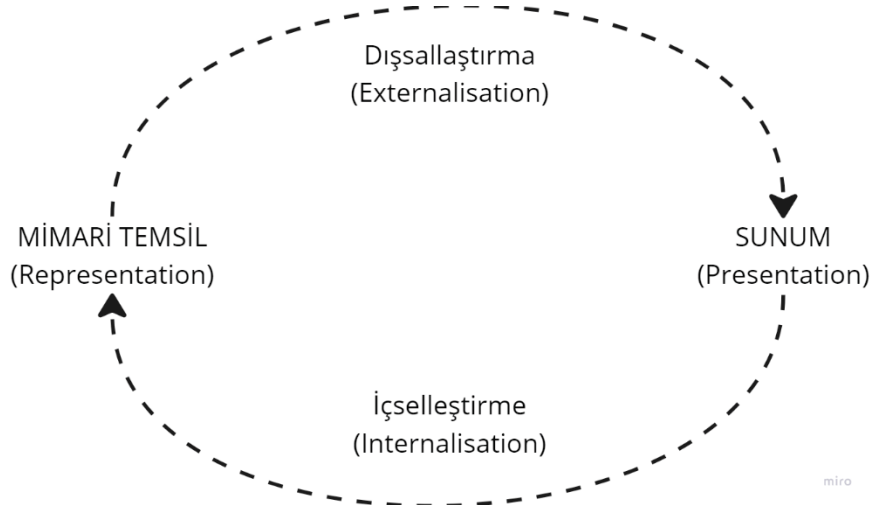 Dışsallaştırma
(Externalisation)
MİMARİ TEMSİL
(Representation)
SUNUM
(Presentation)
İçselleştirme
(Internalisation)
miro